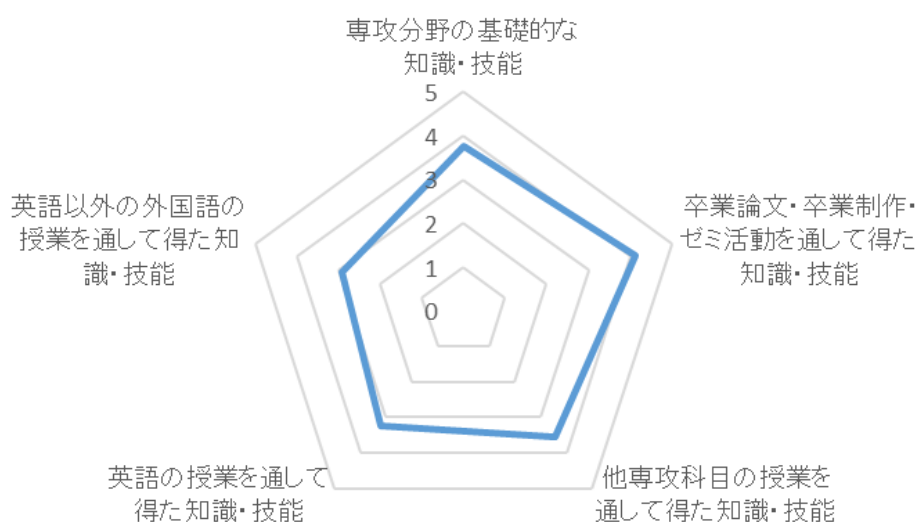 専攻分野の基礎的な
知識・技能
5
4
3
2
1
0
英語以外の外国語の
授業を通して得た知
識・技能
卒業論文・卒業制作・
ゼミ活動を通して得た
知識・技能
英語の授業を通して
得た知識・技能
他専攻科目の授業を
通して得た知識・技能